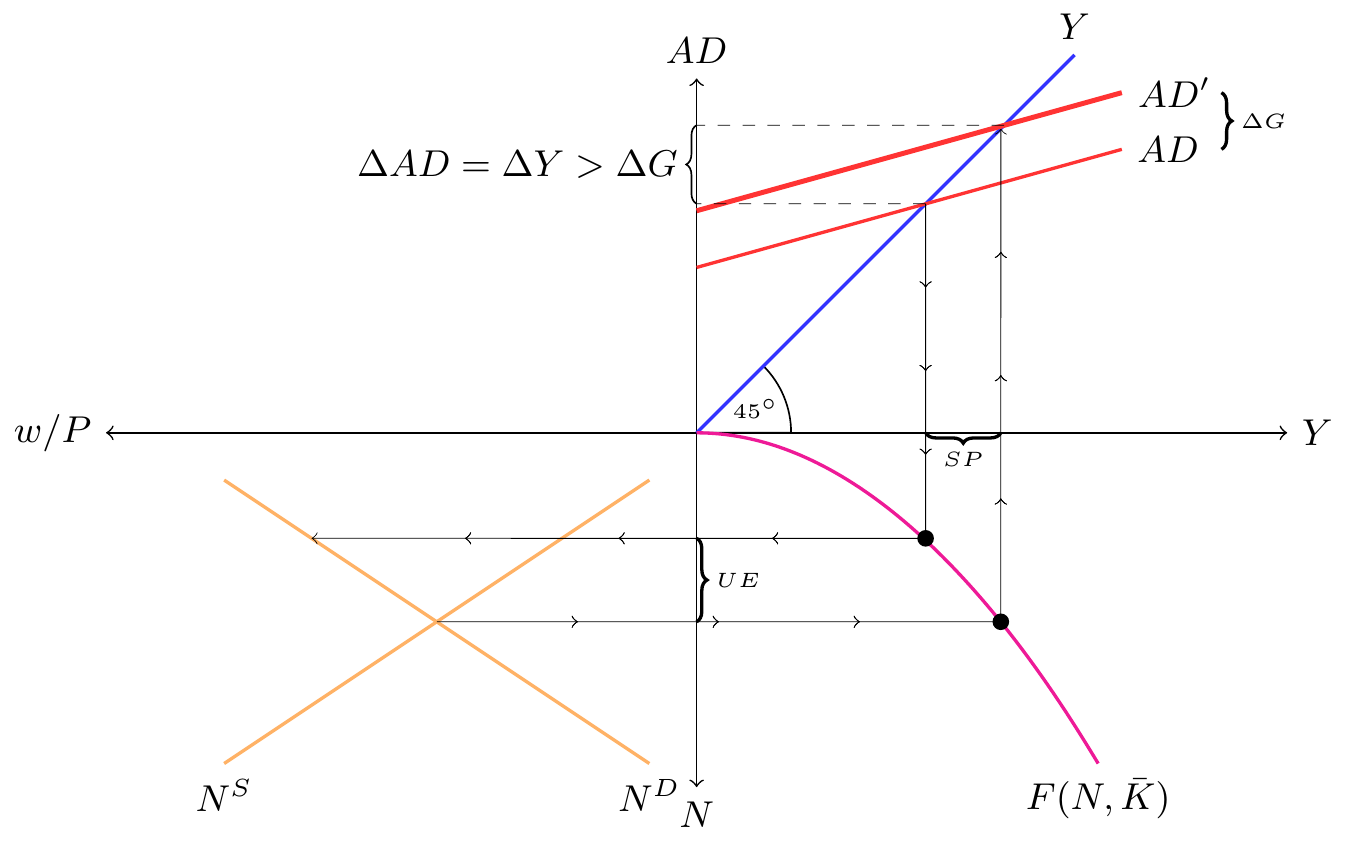 Y
AD
AD′
ΔG
AD
ΔAD = ΔY > ΔG
45°
w/P
Y
SP
UE
N^S
N^D
N
F(N, K̄)